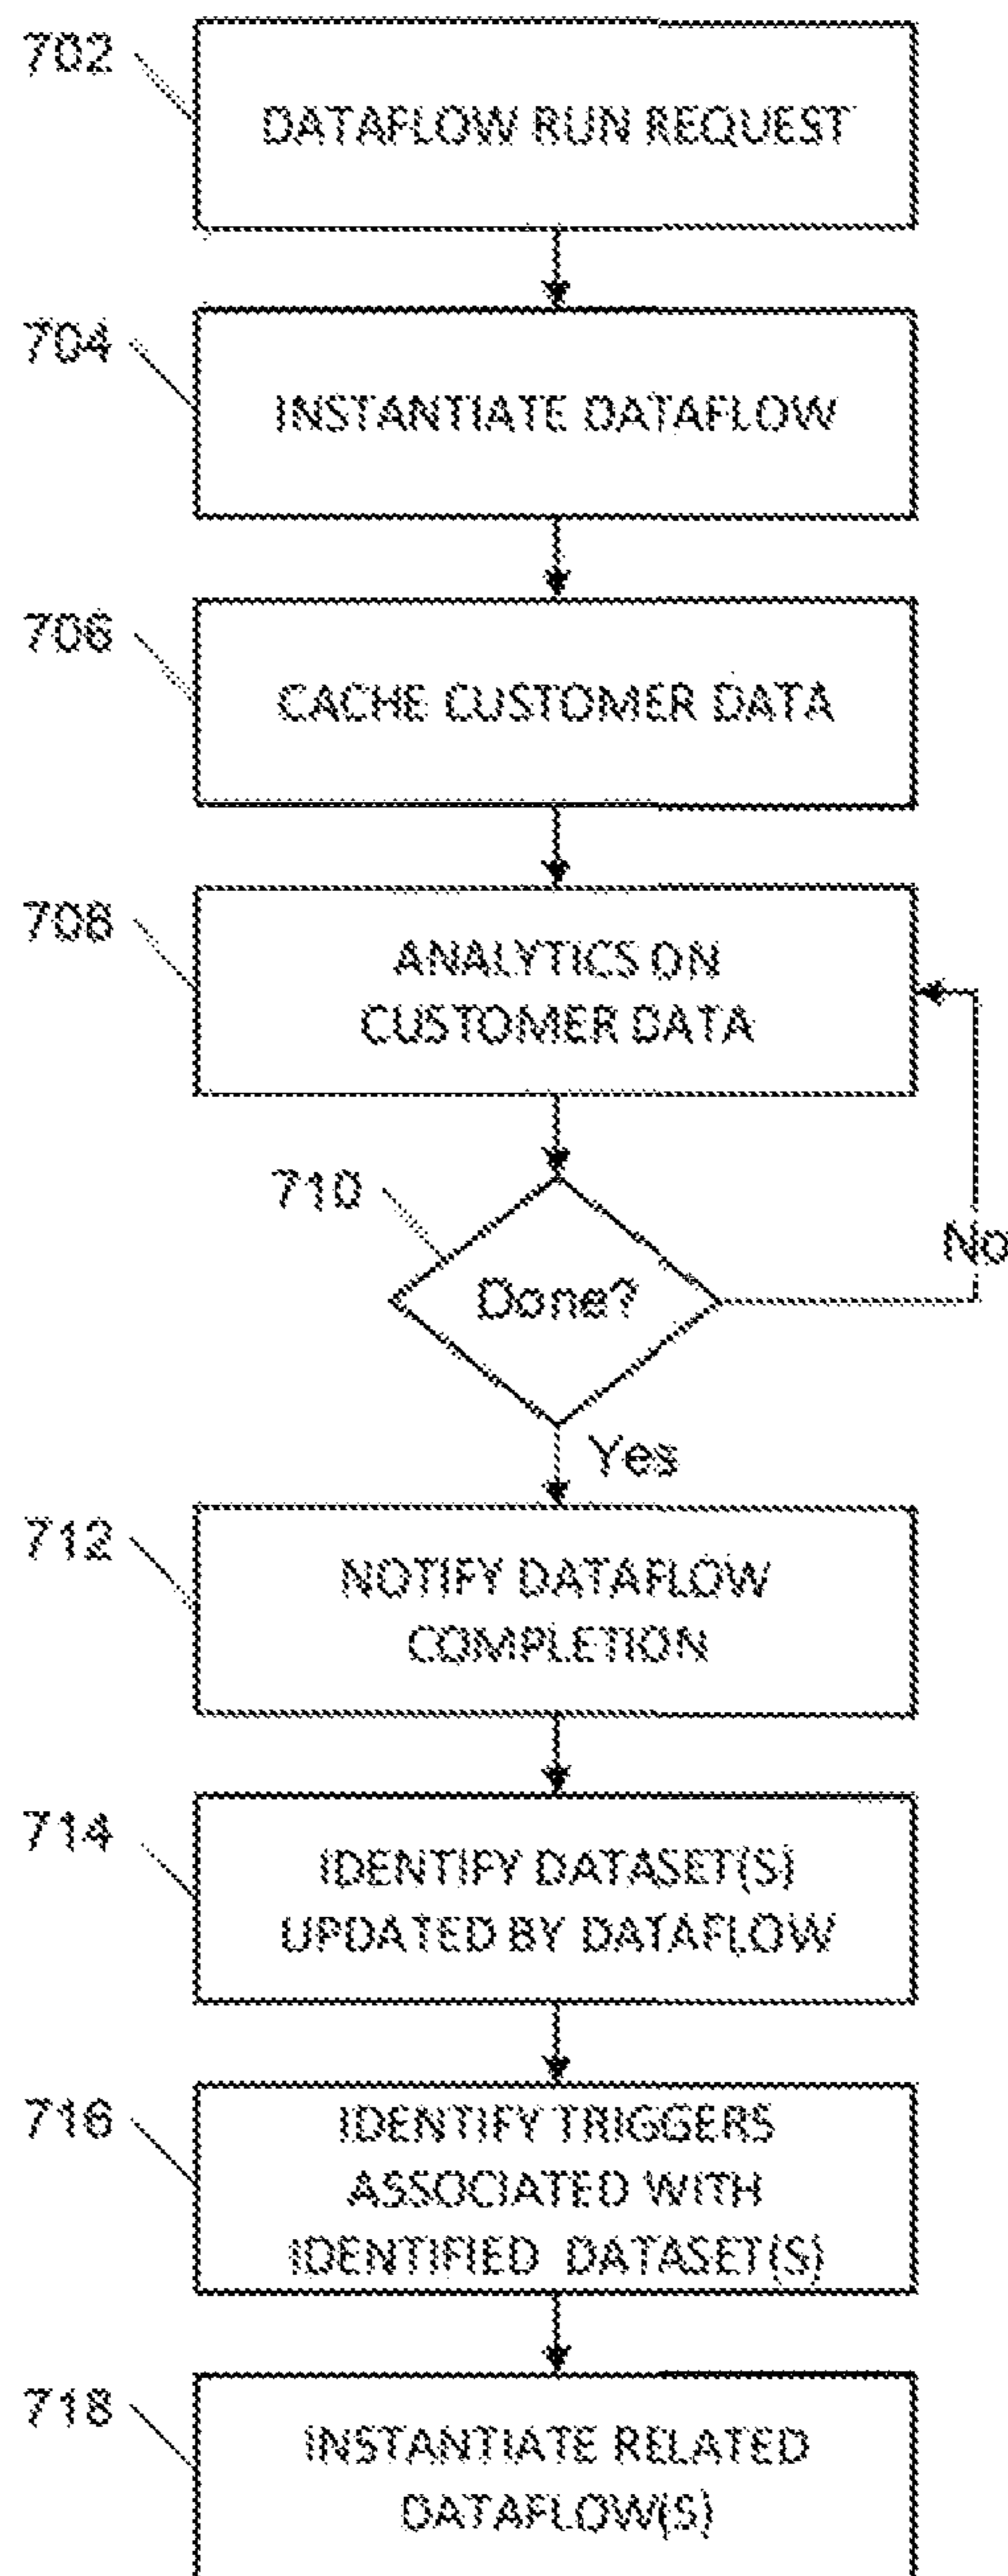 702
DATAFLOW RUN REQUEST
704
INSTANTIATE DATAFLOW
706
CACHE CUSTOMER DATA
708
ANALYTICS ON
CUSTOMER DATA
710
Done?
No
Yes
712
NOTIFY DATAFLOW
COMPLETION
714
IDENTIFY DATASET(S)
UPDATED BY DATAFLOW
716
IDENTIFY TRIGGERS
ASSOCIATED WITH
IDENTIFIED DATASET(S)
718
INSTANTIATE RELATED
DATAFLOW(S)